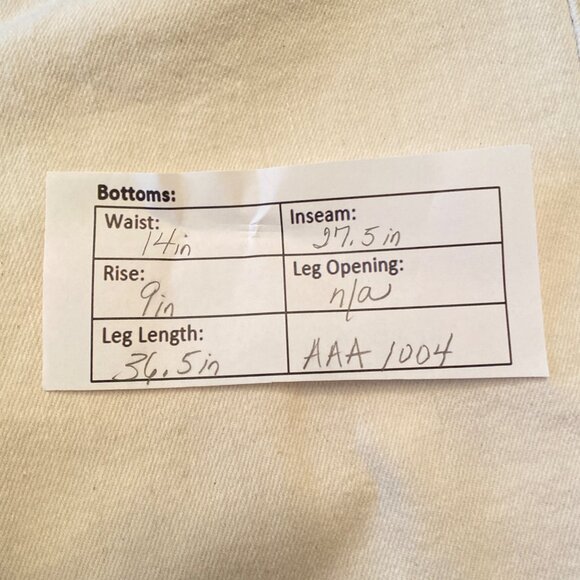 Bottoms:
Waist: 14in
Inseam: 27.5 in
Rise: 9in
Leg Opening: n/a
Leg Length: 36.5in
AAA 1004